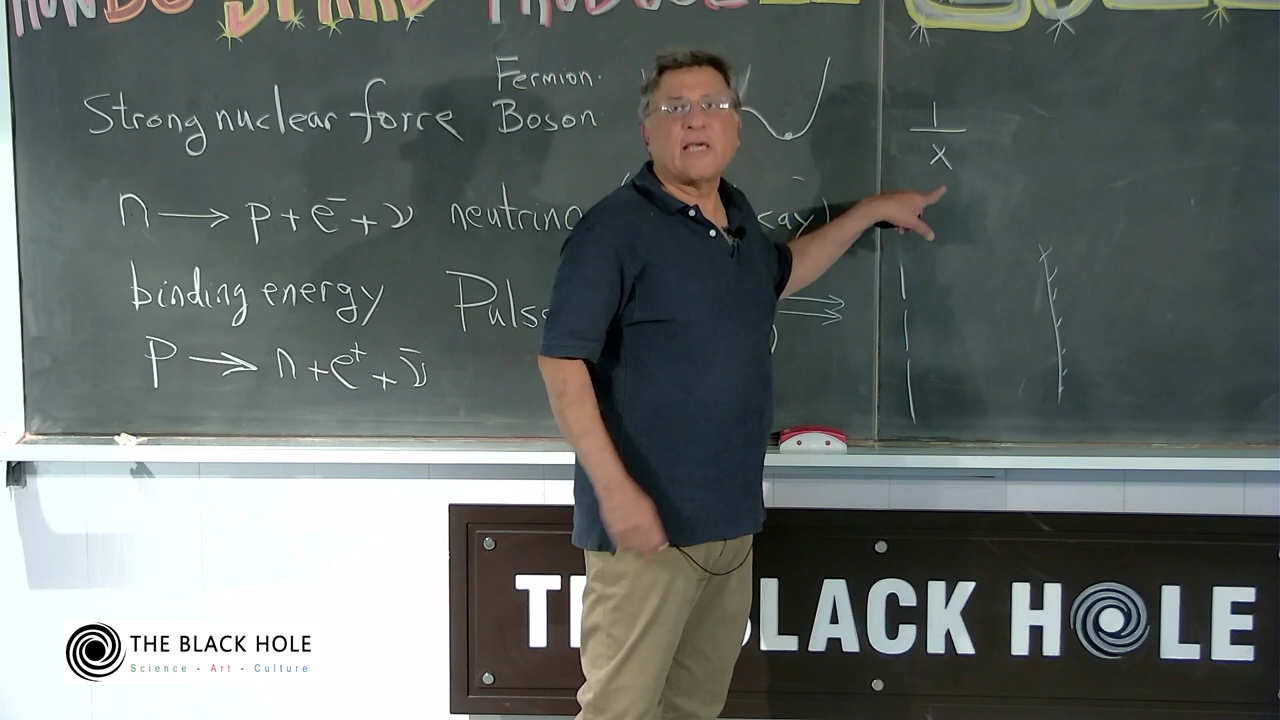 Fermion.
Strong nuclear force Boson
1
x
n → p + e⁻ + ν neutrino
binding energy Puls
P → n + e⁺ + ν̄
THE BLACK HOLE
THE BLACK HOLE
Science - Art - Culture